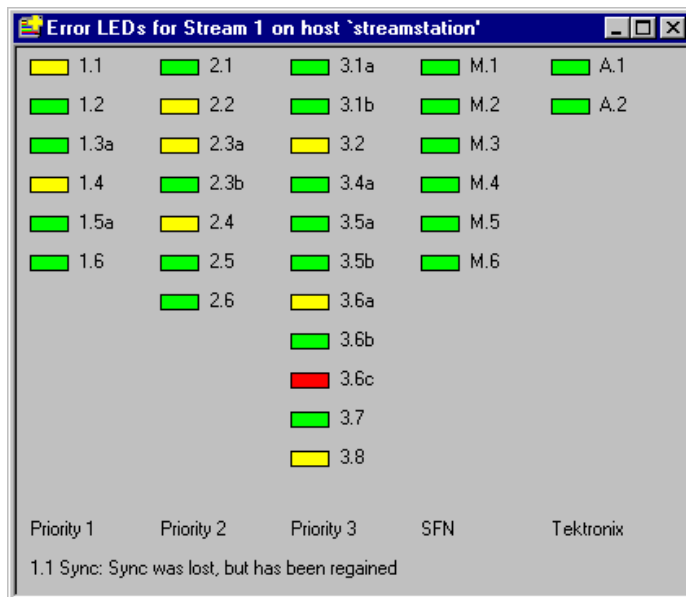 Error LEDs for Stream 1 on host `streamstation'
1.1 2.1 3.1a M.1 A.1
1.2 2.2 3.1b M.2 A.2
1.3a 2.3a 3.2 M.3
1.4 2.3b 3.4a M.4
1.5a 2.4 3.5a M.5
1.6 2.5 3.5b M.6
2.6 3.6a
3.6b
3.6c
3.7
3.8
Priority 1 Priority 2 Priority 3 SFN Tektronix
1.1 Sync: Sync was lost, but has been regained